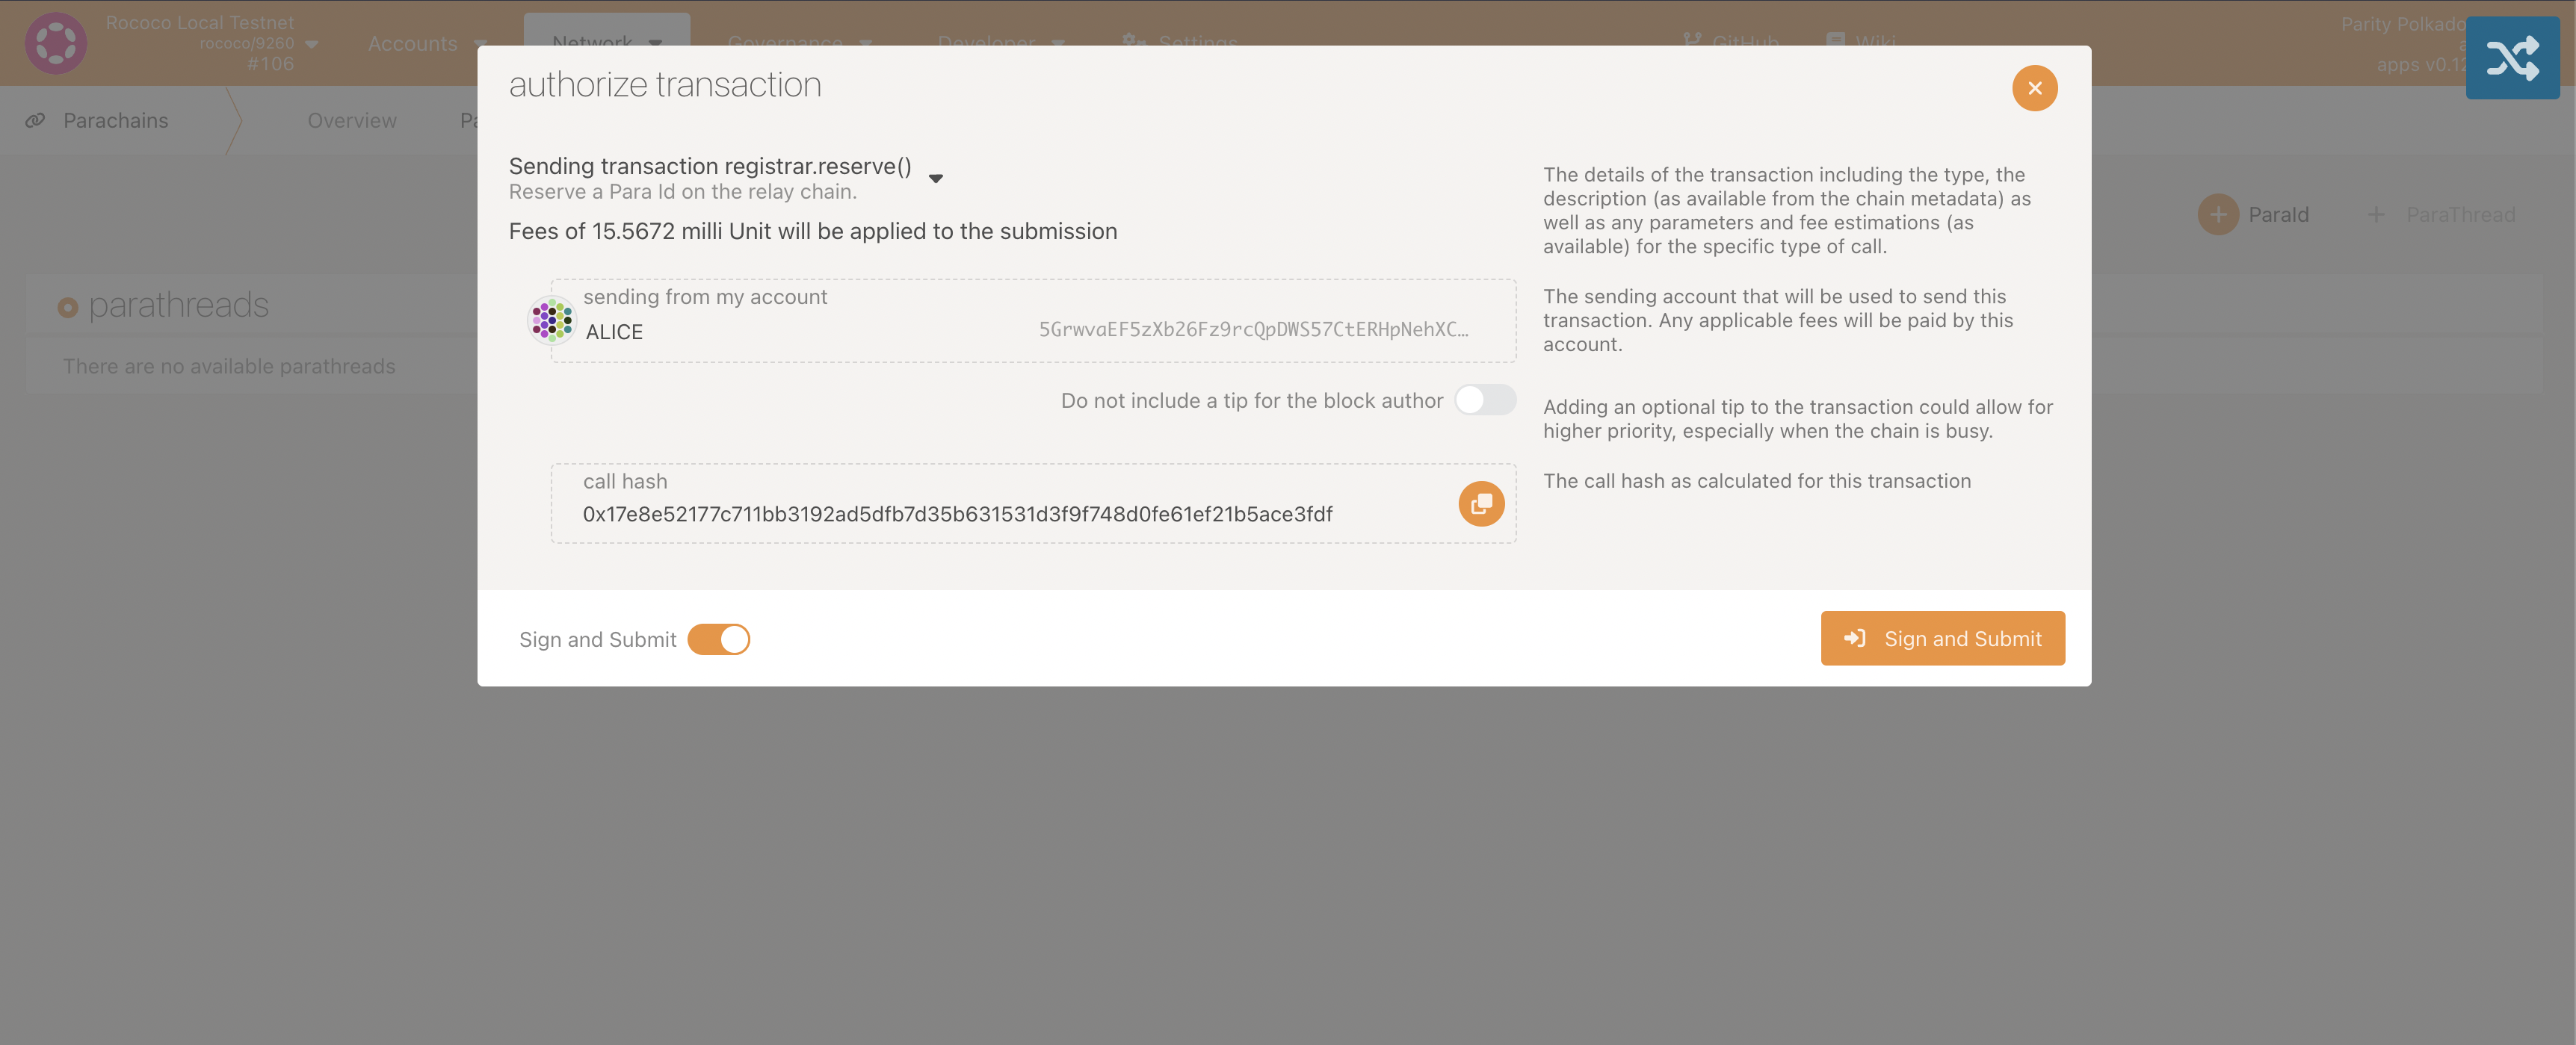 Rococo Local Testnet
rococo/9260
#106
Accounts
Network
Governance
Developer
Settings
GitHub
Wiki
Parity
apps
Parachains
Overview
authorize transaction
Sending transaction registrar.reserve()
Reserve a Para Id on the relay chain.
Fees of 15.5672 milli Unit will be applied to the submission
The details of the transaction including the type, the
description (as available from the chain metadata) as
well as any parameters and fee estimations (as
available) for the specific type of call.
ParaId
ParaThread
parathreads
There are no available parathreads
sending from my account
ALICE
5GrwvaEF5zXb26Fz9rcQpDWS57CtERHpNehXC…
The sending account that will be used to send this
transaction. Any applicable fees will be paid by this
account.
Do not include a tip for the block author
Adding an optional tip to the transaction could allow for
higher priority, especially when the chain is busy.
call hash
0x17e8e52177c711bb3192ad5dfb7d35b631531d3f9f748d0fe61ef21b5ace3fdf
The call hash as calculated for this transaction
Sign and Submit
Sign and Submit